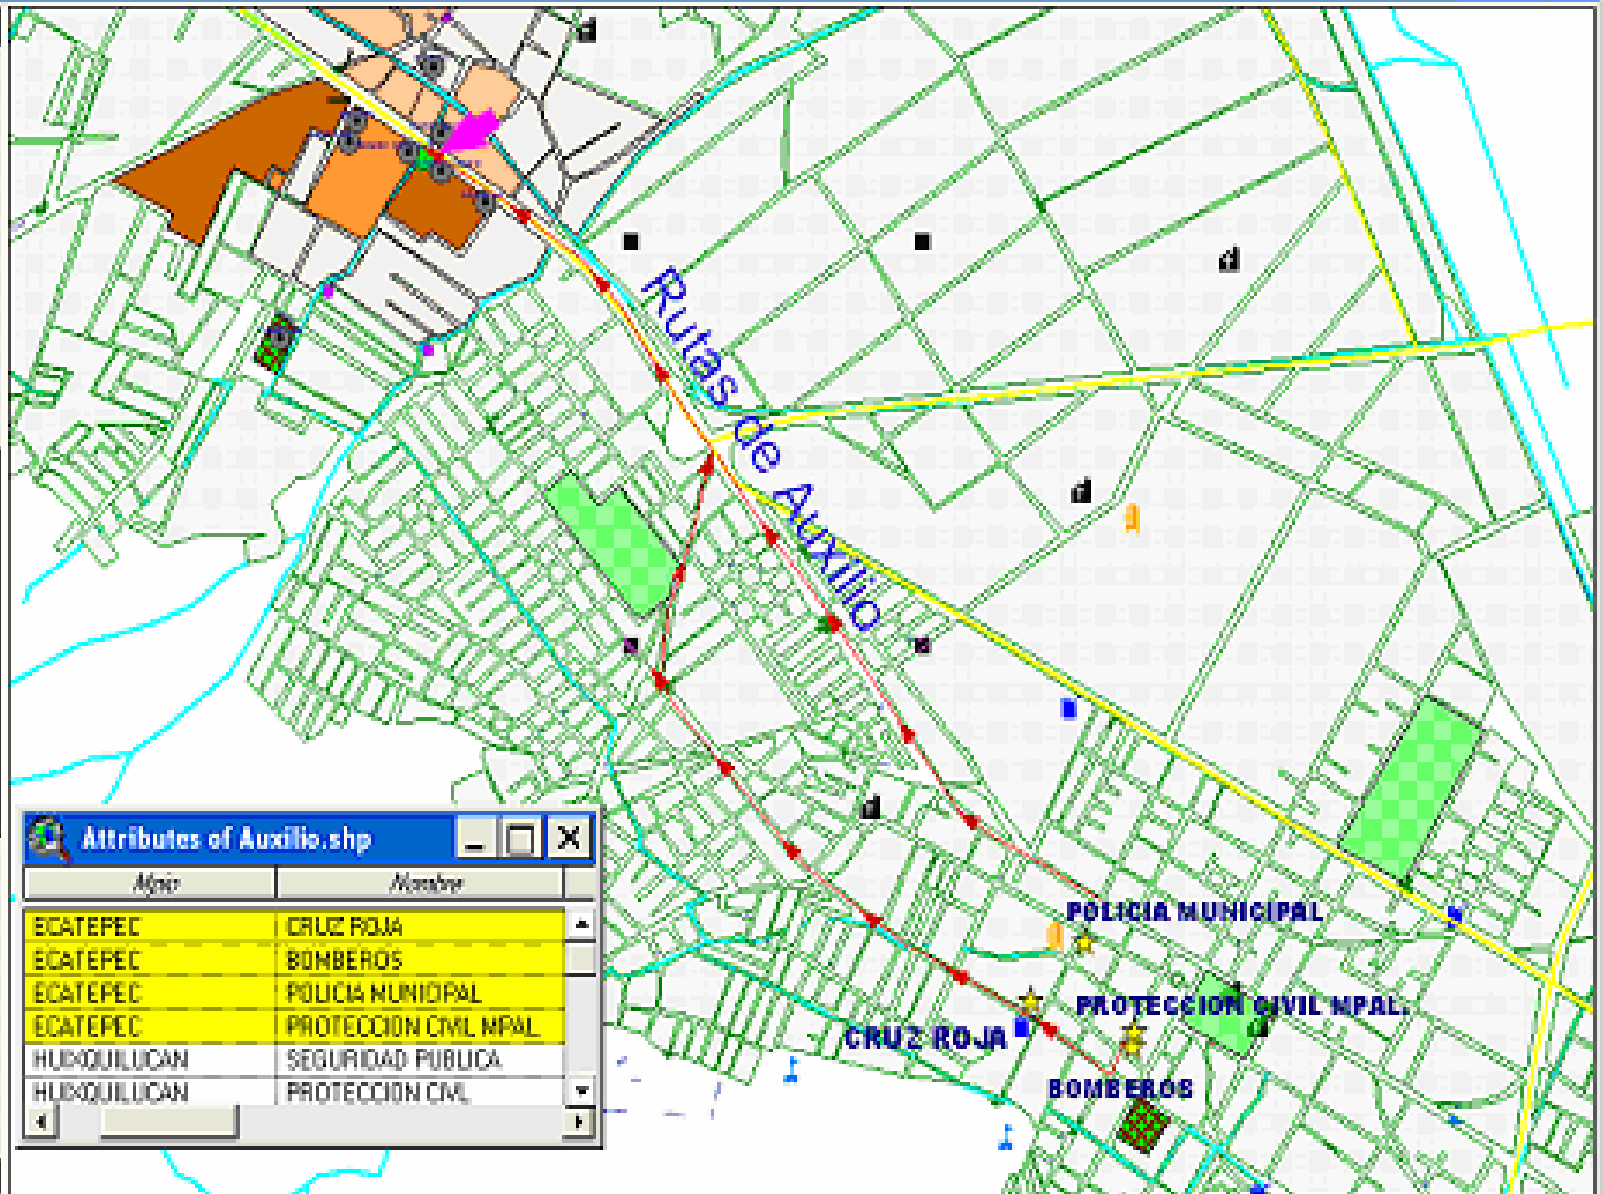 Rutas de Auxilio
POLICIA MUNICIPAL
PROTECCION CIVIL MPAL.
CRUZ ROJA
BOMBEROS
Attributes of Auxilio.shp
Mpio Nombre
ECATEPEC CRUZ ROJA
ECATEPEC BOMBEROS
ECATEPEC POLICIA MUNICIPAL
ECATEPEC PROTECCION CIVIL MPAL.
HUIXQUILUCAN SEGURIDAD PUBLICA
HUIXQUILUCAN PROTECCION CIVIL